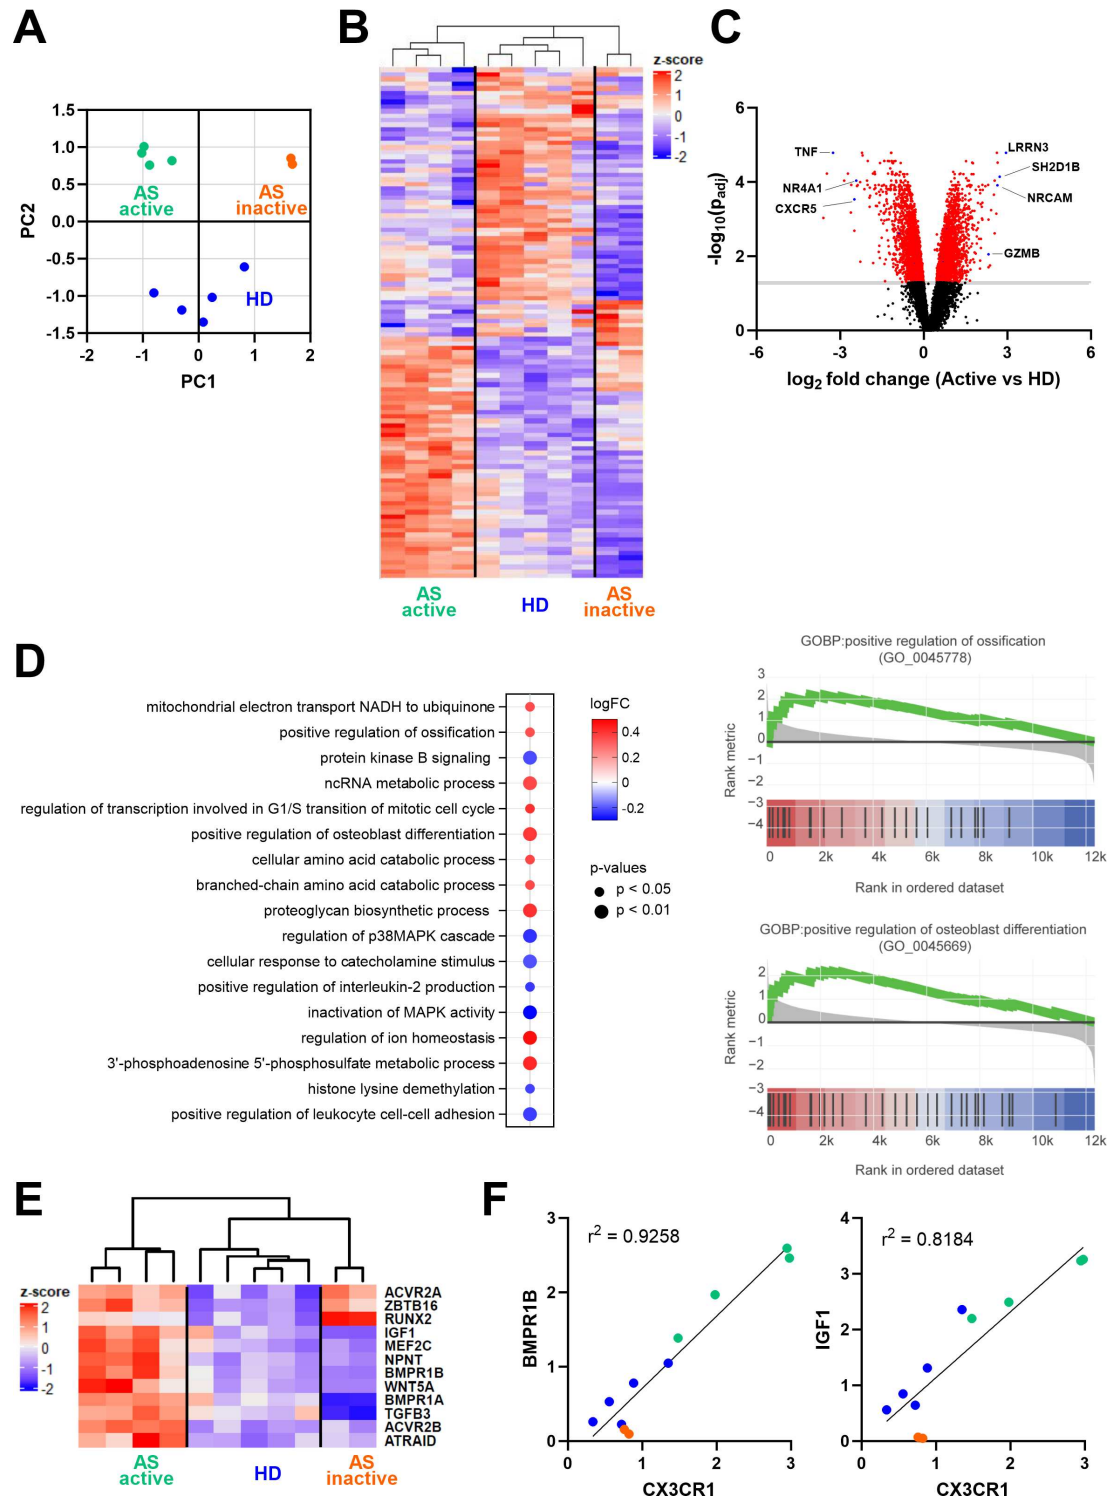 A
1.5
1.0
0.5
0.0
-0.5
-1.0
-1.5
PC2
AS
active
AS
inactive
HD
-2
-1
0
1
2
PC1
B
z-score
2
1
0
-1
-2
AS
active
HD
AS
inactive
C
6
4
2
0
-log10(padj)
TNF
NR4A1
CXCR5
LRRN3
SH2D1B
NRCAM
GZMB
-6
-3
0
3
6
log2 fold change (Active vs HD)
D
mitochondrial electron transport NADH to ubiquinone
positive regulation of ossification
protein kinase B signaling
ncRNA metabolic process
regulation of transcription involved in G1/S transition of mitotic cell cycle
positive regulation of osteoblast differentiation
cellular amino acid catabolic process
branched-chain amino acid catabolic process
proteoglycan biosynthetic process
regulation of p38MAPK cascade
cellular response to catecholamine stimulus
positive regulation of interleukin-2 production
inactivation of MAPK activity
regulation of ion homeostasis
3'-phosphoadenosine 5'-phosphosulfate metabolic process
histone lysine demethylation
positive regulation of leukocyte cell-cell adhesion
logFC
0.4
0.2
0
-0.2
p-values
p < 0.05
p < 0.01
GOBP:positive regulation of ossification
(GO_0045778)
3
2
1
0
−1
−2
−3
−4
Rank metric
0
2k
4k
6k
8k
10k
12k
Rank in ordered dataset
GOBP:positive regulation of osteoblast differentiation
(GO_0045669)
2
1
0
−1
−2
−3
−4
Rank metric
0
2k
4k
6k
8k
10k
12k
Rank in ordered dataset
E
z-score
2
1
0
-1
-2
ACVR2A
ZBTB16
RUNX2
IGF1
MEF2C
NPNT
BMPR1B
WNT5A
BMPR1A
TGFB3
ACVR2B
ATRAID
AS
active
HD
AS
inactive
F
3
2
1
0
BMPR1B
r2 = 0.9258
0
1
2
3
CX3CR1
4
3
2
1
0
IGF1
r2 = 0.8184
0
1
2
3
CX3CR1